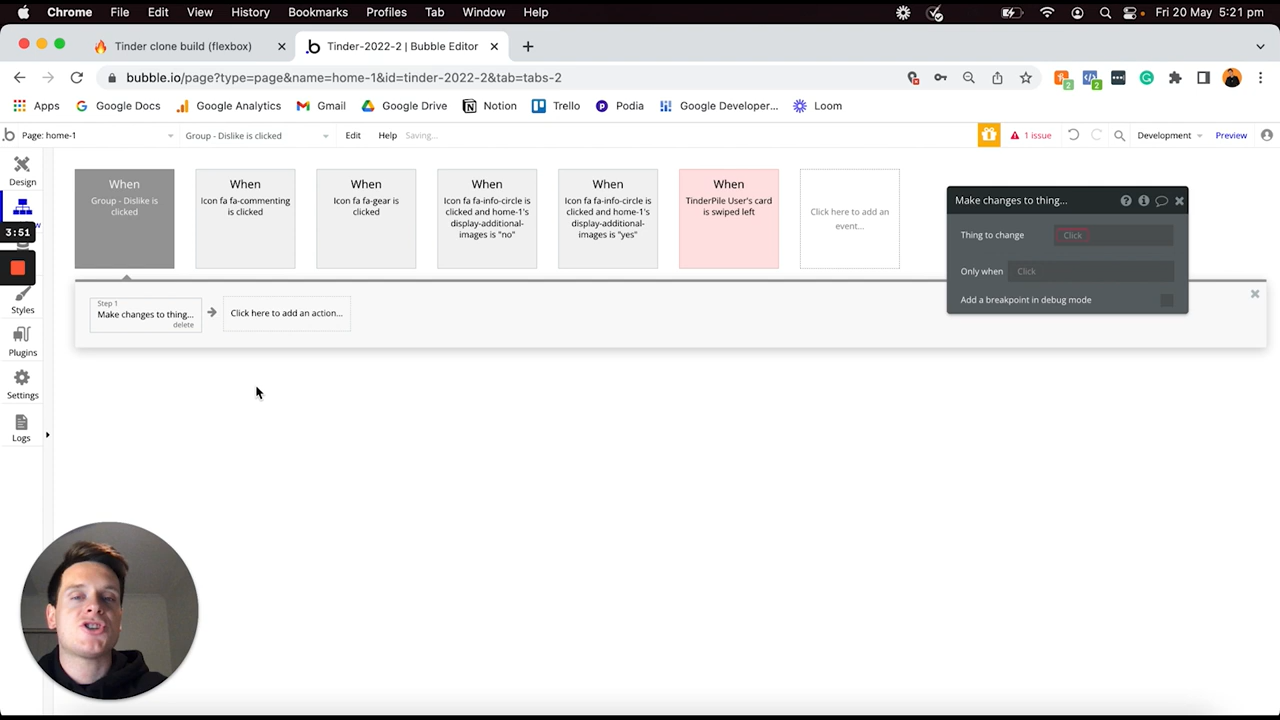 Chrome File Edit View History Bookmarks Profiles Tab Window Help Fri 20 May 5:21 pm
Tinder clone build (flexbox) Tinder-2022-2 | Bubble Editor
bubble.io/page?type=page&name=home-1&id=tinder-2022-2&tab=tabs-2 2 2
Apps Google Docs Google Analytics Gmail Google Drive Notion Trello Podia Google Developer... Loom
Page: home-1 Group - Dislike is clicked Edit Help Saving... 1 issue Development Preview
Design
3:51
Styles
Plugins
Settings
Logs
When
Group - Dislike is
clicked
When
Icon fa fa-commenting
is clicked
When
Icon fa fa-gear is
clicked
When
Icon fa fa-info-circle is
clicked and home-1's
display-additional-
images is "no"
When
Icon fa fa-info-circle is
clicked and home-1's
display-additional-
images is "yes"
When
TinderPile User's card
is swiped left
Click here to add an
event...
Step 1
Make changes to thing...
delete
Click here to add an action...
Make changes to thing...
Thing to change Click
Only when Click
Add a breakpoint in debug mode